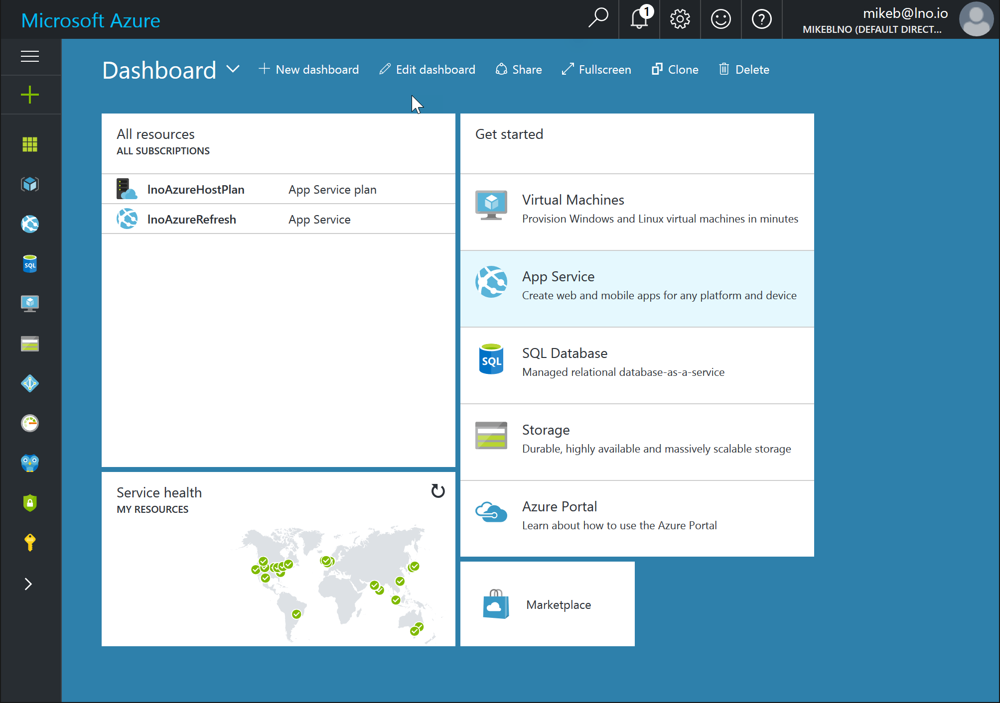 Microsoft Azure
1
mikeb@lno.io
MIKEBLNO (DEFAULT DIRECT...
Dashboard
New dashboard
Edit dashboard
Share
Fullscreen
Clone
Delete
All resources
ALL SUBSCRIPTIONS
lnoAzureHostPlan App Service plan
lnoAzureRefresh App Service
Service health
MY RESOURCES
Get started
Virtual Machines
Provision Windows and Linux virtual machines in minutes
App Service
Create web and mobile apps for any platform and device
SQL
SQL Database
Managed relational database-as-a-service
Storage
Durable, highly available and massively scalable storage
Azure Portal
Learn about how to use the Azure Portal
Marketplace
SQL